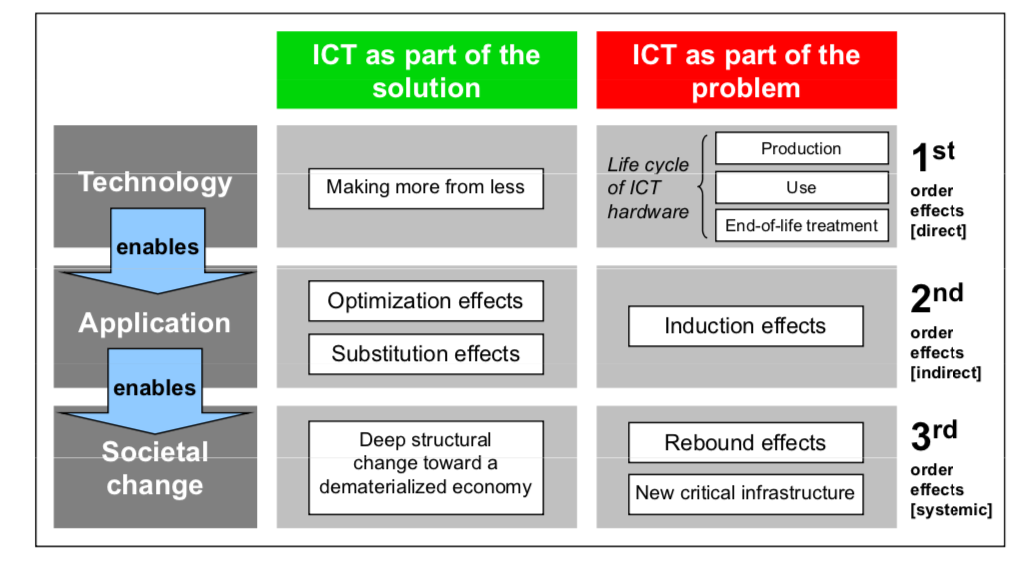 ICT as part of the
solution
ICT as part of the
problem
Technology
Making more from less
Life cycle
of ICT
hardware
Production
Use
End-of-life treatment
1st
order
effects
[direct]
enables
Application
Optimization effects
Substitution effects
Induction effects
2nd
order
effects
[indirect]
enables
Societal
change
Deep structural
change toward a
dematerialized economy
Rebound effects
New critical infrastructure
3rd
order
effects
[systemic]